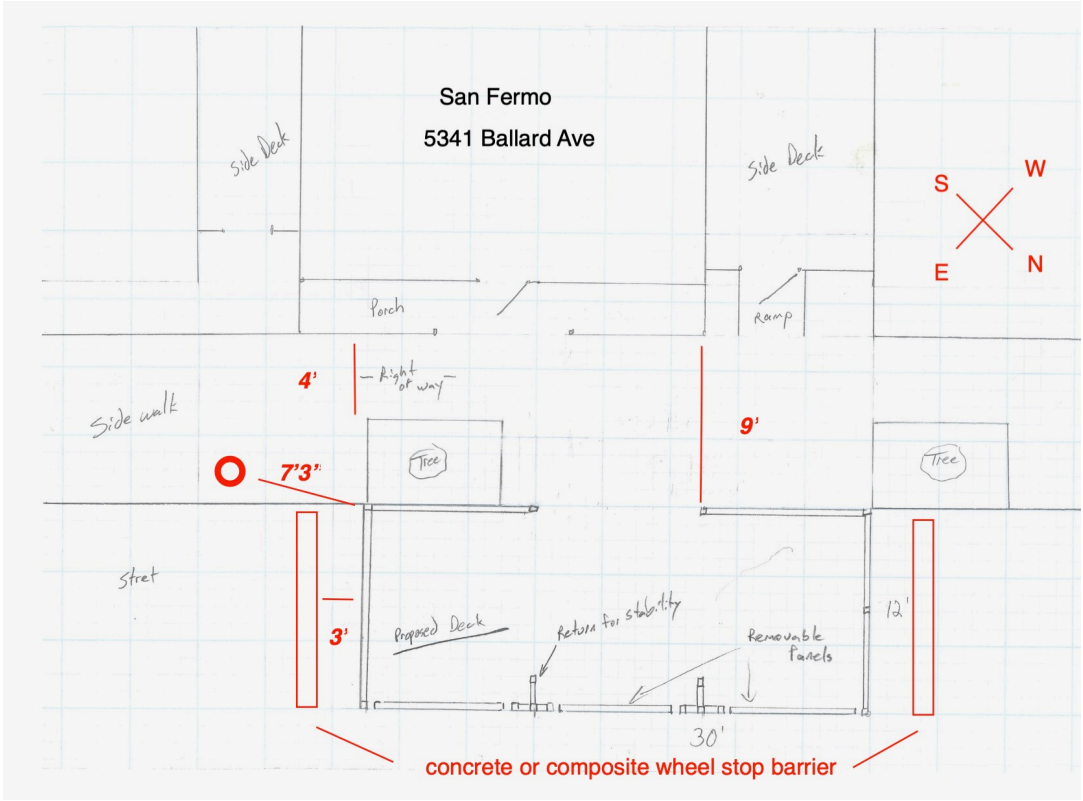 San Fermo
5341 Ballard Ave
Side Deck
Side Deck
S
W
E
N
Porch
Ramp
4'
Right
of way
9'
Side walk
Tree
Tree
7'3"
Stret
3'
Proposed Deck
Return for Stability
Removable
Panels
12'
30'
concrete or composite wheel stop barrier